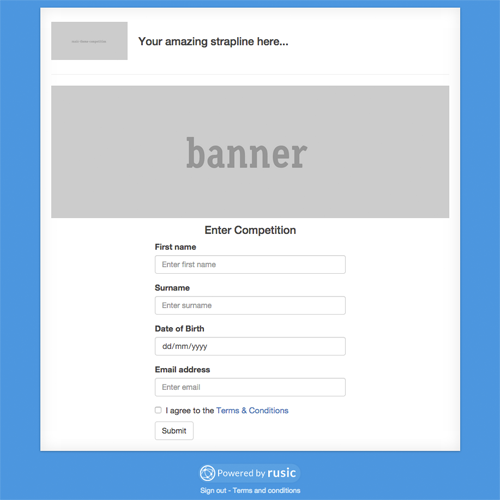 Your amazing strapline here...
banner
Enter Competition
First name
Enter first name
Surname
Enter surname
Date of Birth
dd/mm/yyyy
Email address
Enter email
I agree to the Terms & Conditions
Submit
Powered by rusic
Sign out - Terms and conditions